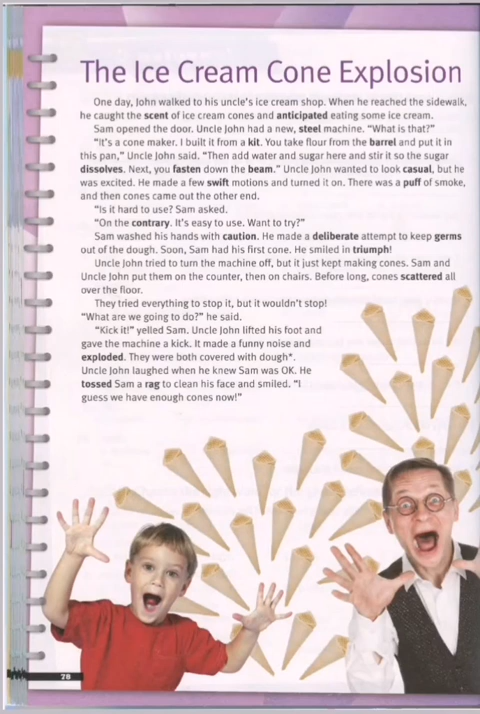 The Ice Cream Cone Explosion
One day, John walked to his uncle's ice cream shop. When he reached the sidewalk,
he caught the scent of ice cream cones and anticipated eating some ice cream.
Sam opened the door. Uncle John had a new, steel machine. "What is that?"
"It's a cone maker. I built it from a kit. You take flour from the barrel and put it in
this pan," Uncle John said. "Then add water and sugar here and stir it so the sugar
dissolves. Next, you fasten down the beam." Uncle John wanted to look casual, but he
was excited. He made a few swift motions and turned it on. There was a puff of smoke,
and then cones came out the other end.
"Is it hard to use? Sam asked.
"On the contrary. It's easy to use. Want to try?"
Sam washed his hands with caution. He made a deliberate attempt to keep germs
out of the dough. Soon, Sam had his first cone. He smiled in triumph!
Uncle John tried to turn the machine off, but it just kept making cones. Sam and
Uncle John put them on the counter, then on chairs. Before long, cones scattered all
over the floor.
They tried everything to stop it, but it wouldn't stop!
"What are we going to do?" he said.
"Kick it!" yelled Sam. Uncle John lifted his foot and
gave the machine a kick. It made a funny noise and
exploded. They were both covered with dough*.
Uncle John laughed when he knew Sam was OK. He
tossed Sam a rag to clean his face and smiled. "I
guess we have enough cones now!"
78